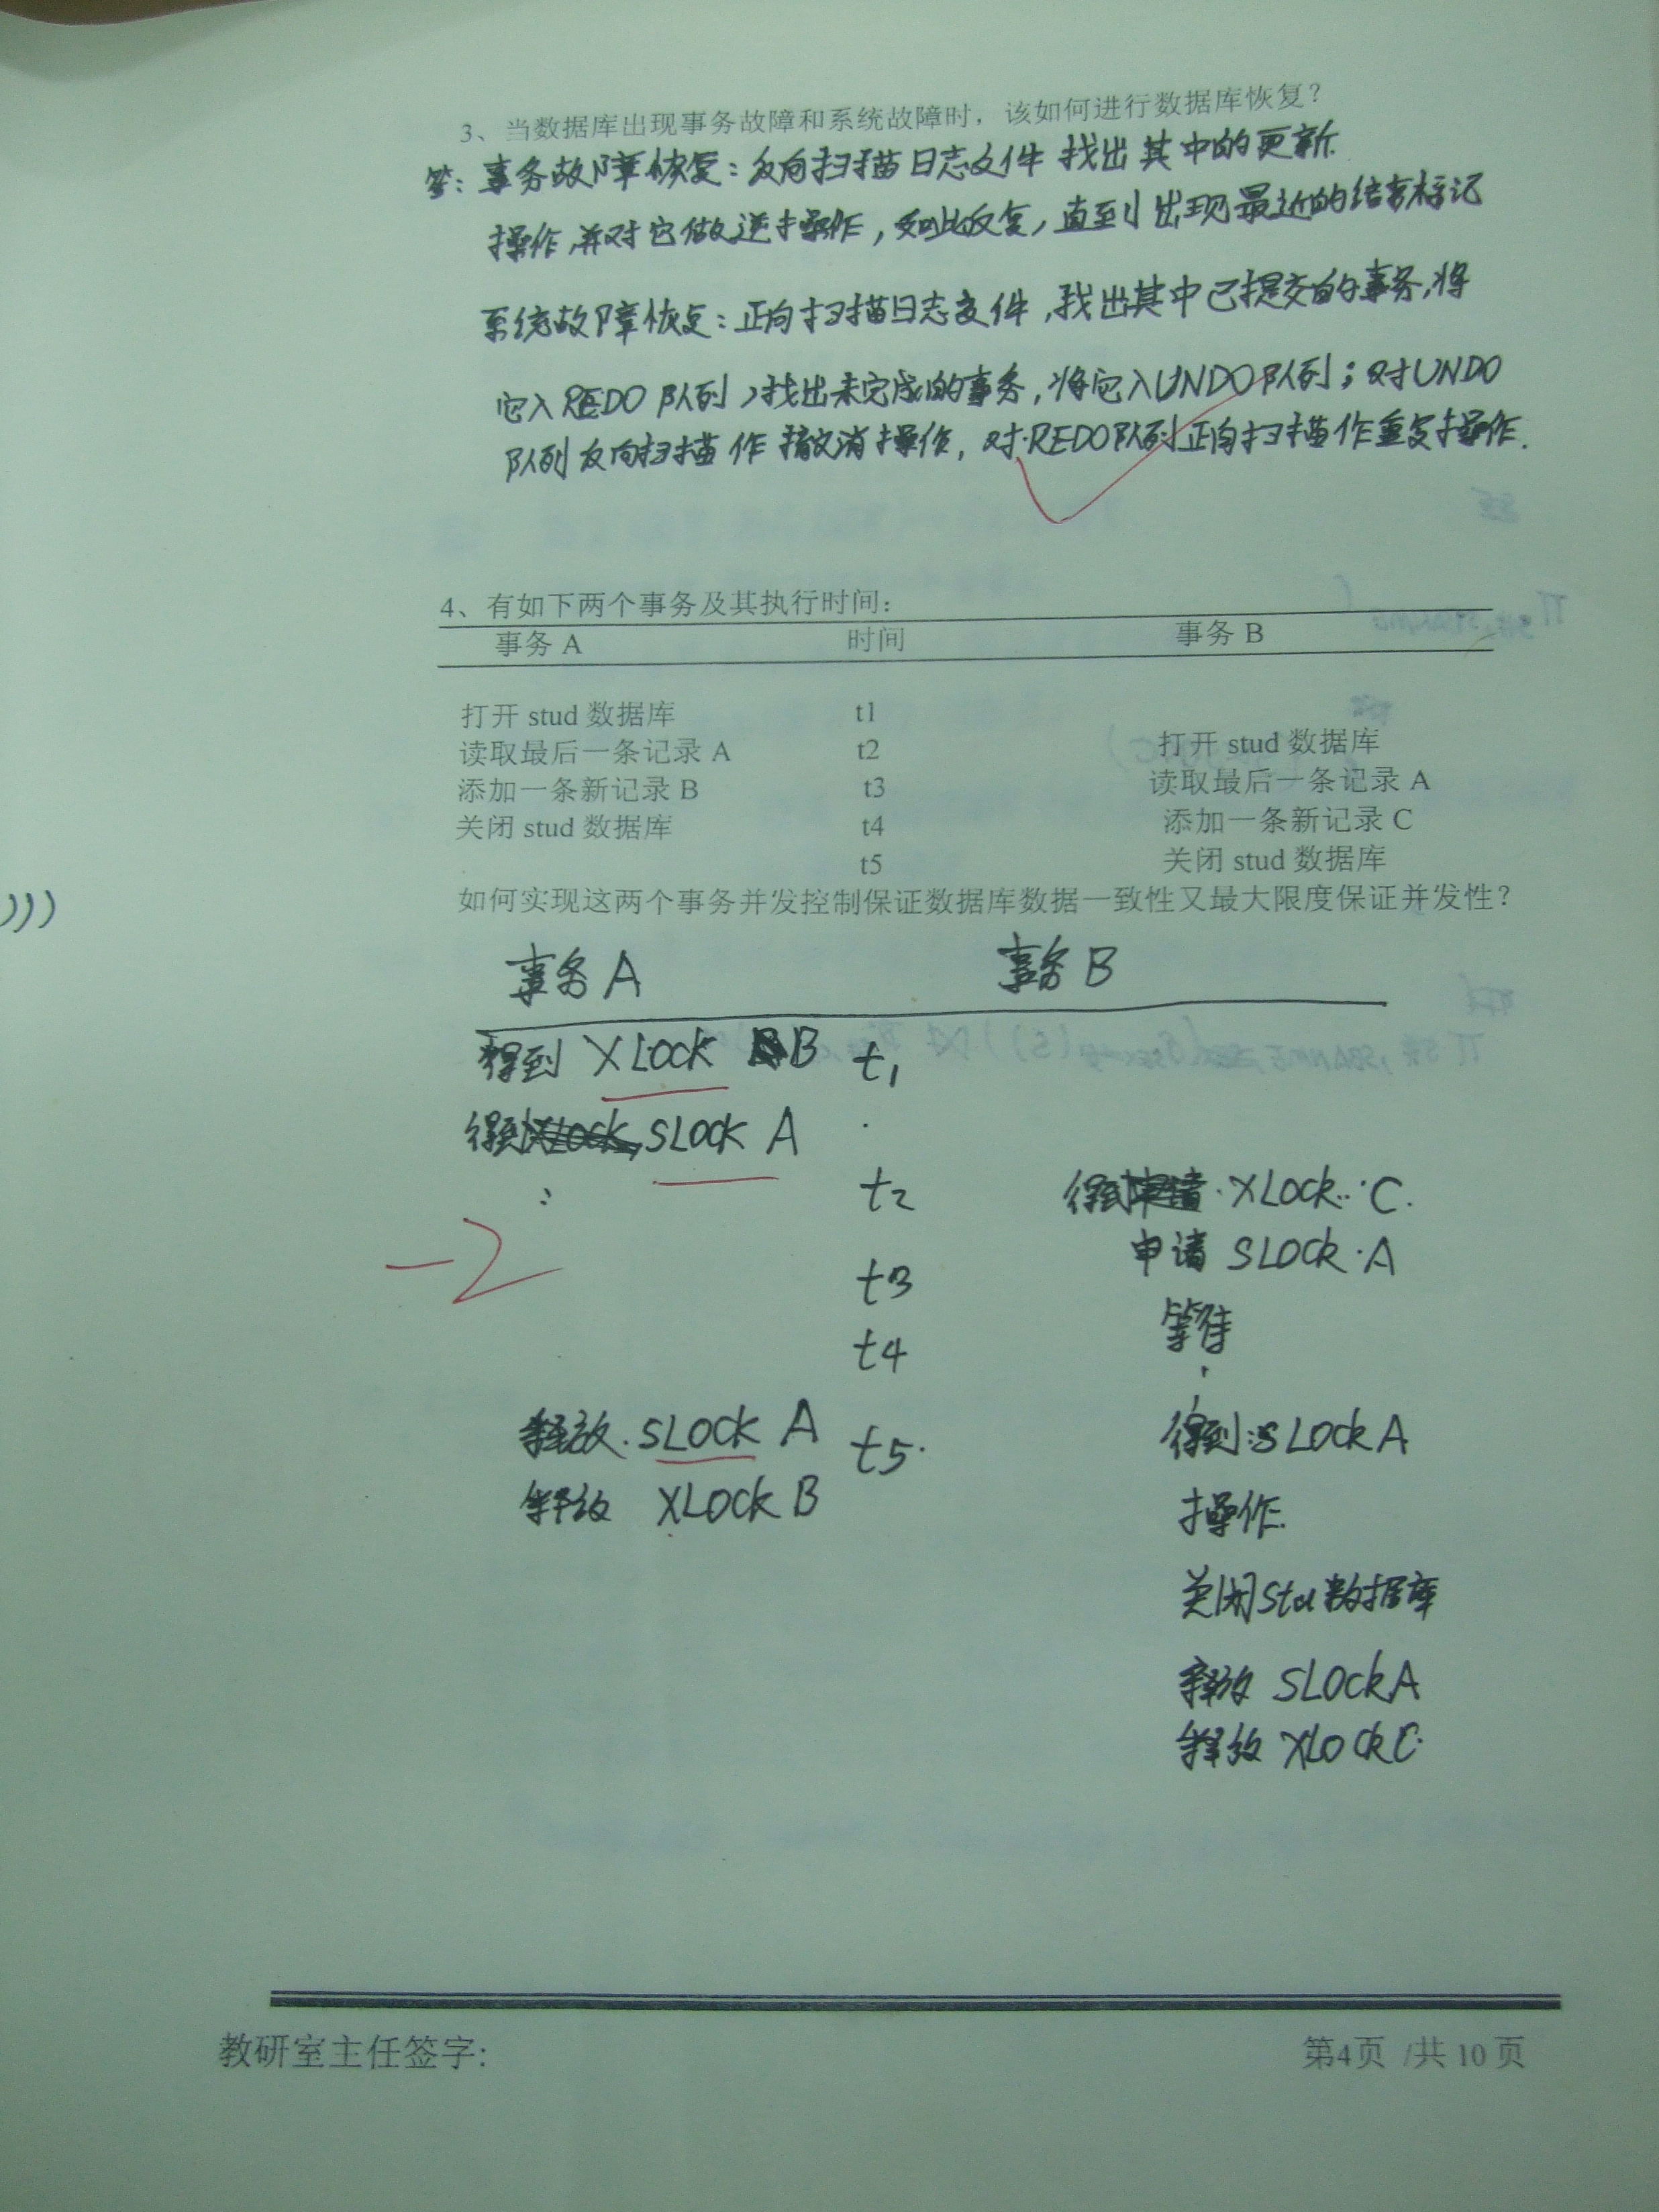 3、当数据库出现事务故障和系统故障时，该如何进行数据库恢复？
答：事务故障恢复：反向扫描日志文件 找出其中的更新
操作,并对它做逆操作，如此反复，直至到出现最近的结束标记
系统故障恢复：正向扫描日志文件,找出其中已提交的事务,将
它入REDO队列,找出未完成的事务,将它入UNDO队列；对UNDO
队列反向扫描作撤消操作，对REDO队列正向扫描作重复操作.
4、有如下两个事务及其执行时间：
事务 A 时间 事务 B
打开 stud 数据库 t1
读取最后一条记录 A t2 打开 stud 数据库
添加一条新记录 B t3 读取最后一条记录 A
关闭 stud 数据库 t4 添加一条新记录 C
t5 关闭 stud 数据库
如何实现这两个事务并发控制保证数据库数据一致性又最大限度保证并发性？
)))
事务 A 事务 B
得到 XLOCK B t1
得到 SLOCK A
t2 得到 XLock C.
申请 SLOCK A
-2
t3 等待
t4
释放 SLOCK A t5 得到 SLOCK A
释放 XLOCK B 操作
关闭stu数据库
释放 SLOCKA
释放 XLOCKC
教研室主任签字:
第4页 /共 10 页